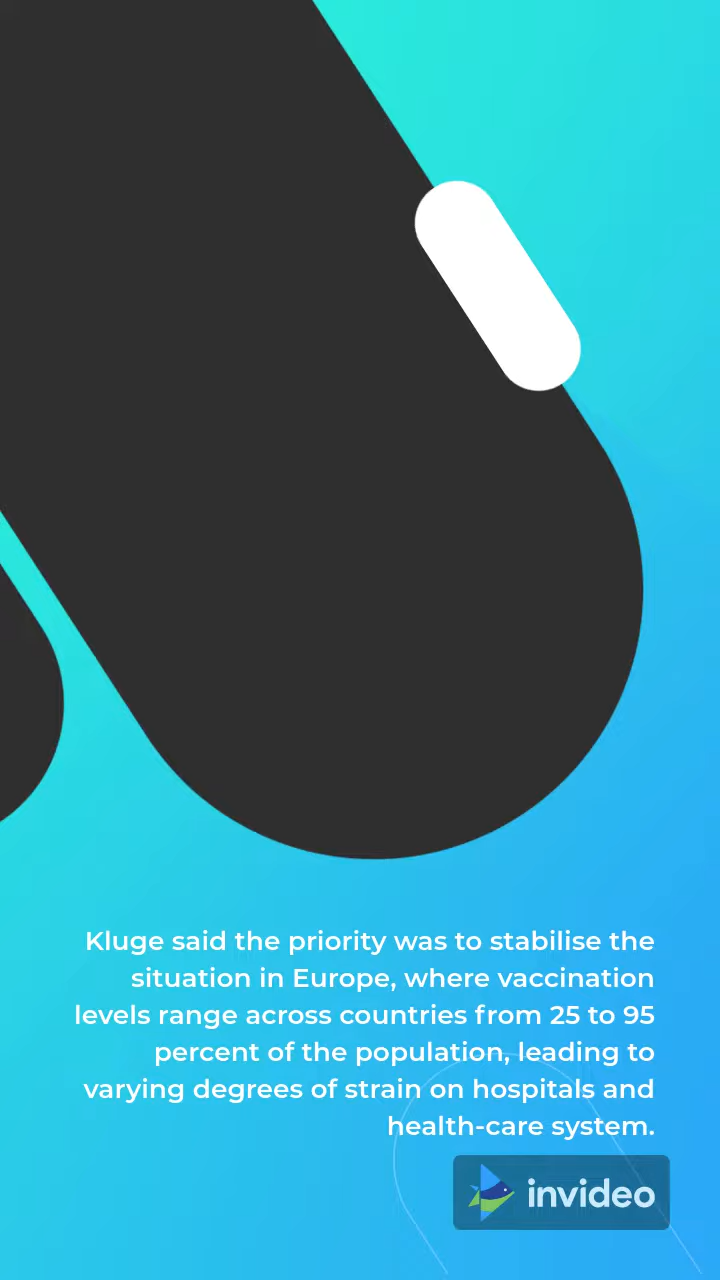 Kluge said the priority was to stabilise the
situation in Europe, where vaccination
levels range across countries from 25 to 95
percent of the population, leading to
varying degrees of strain on hospitals and
health-care system.
invideo